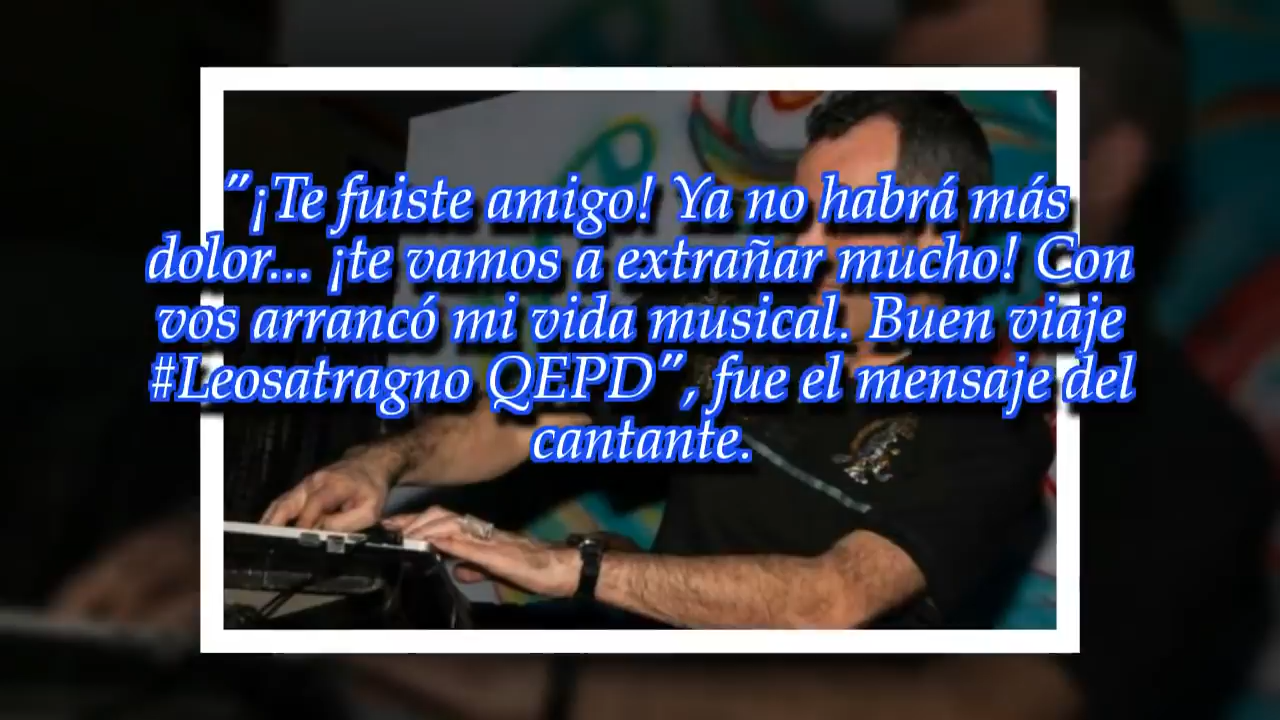 "¡Te fuiste amigo! Ya no habrá más
dolor... ¡te vamos a extrañar mucho! Con
vos arrancó mi vida musical. Buen viaje
#Leosatragno QEPD", fue el mensaje del
cantante.